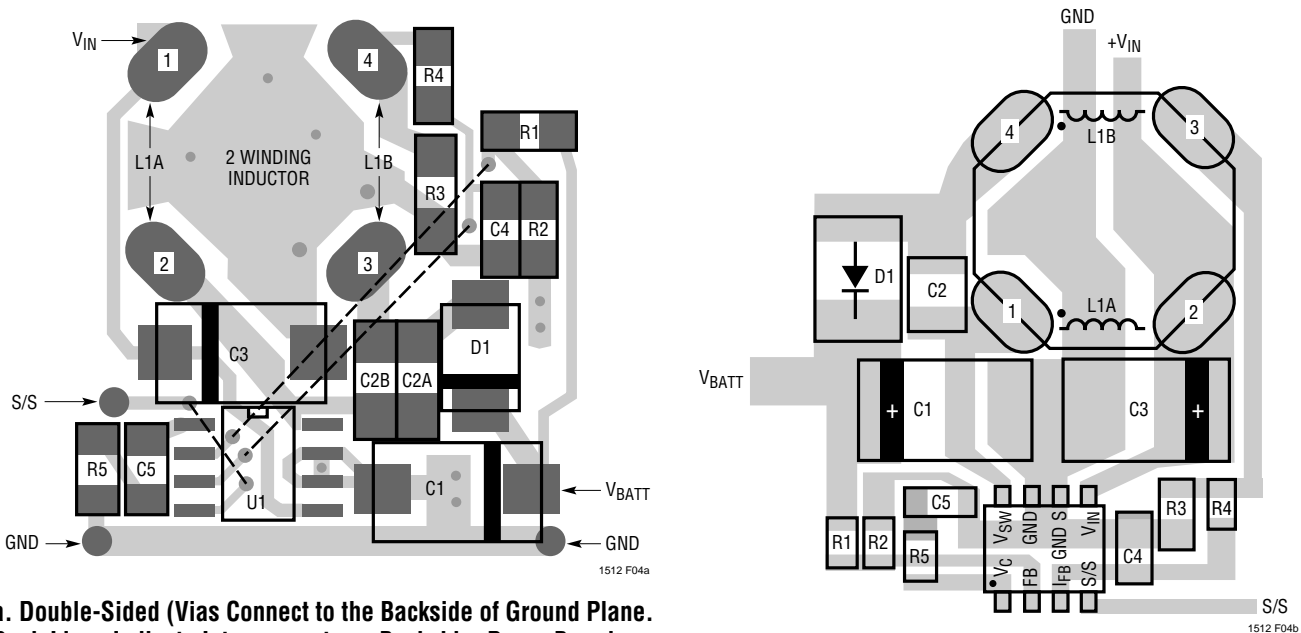 VIN
1
4
R4
R1
L1A
2 WINDING
INDUCTOR
L1B
R3
C4
R2
2
3
C3
D1
C2B
C2A
S/S
R5
C5
U1
C1
VBATT
GND
GND
1512 F04a
a. Double-Sided (Vias Connect to the Backside of Ground Plane.
GND
+VIN
4
L1B
3
D1
C2
1
L1A
2
VBATT
+
C1
C3
+
C5
VSW
GND
GND S
VIN
R3
R4
R1
R2
R5
VC
FB
IFB
S/S
C4
S/S
1512 F04b